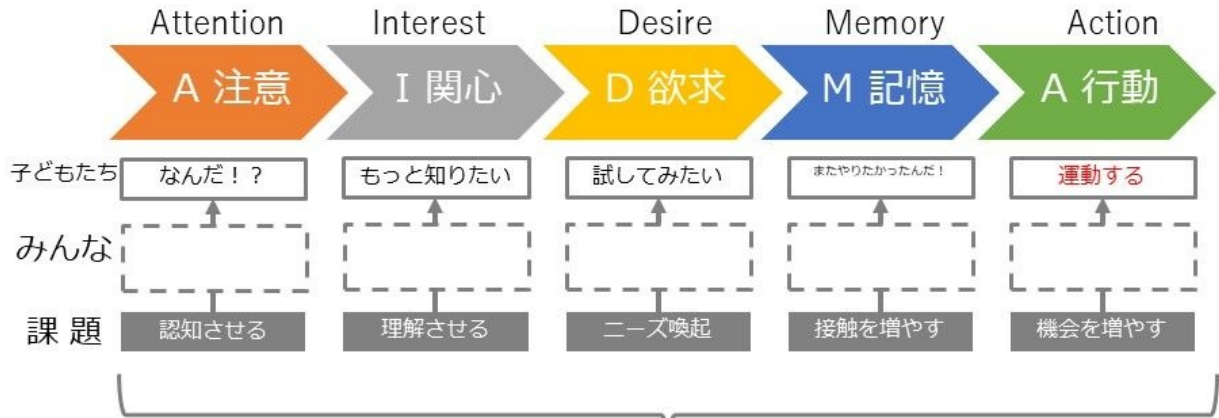 Attention Interest Desire Memory Action
A 注意 I 関心 D 欲求 M 記憶 A 行動
子どもたち なんだ！？ もっと知りたい 試してみたい またやりたかったんだ！ 運動する
みんな
課 題 認知させる 理解させる ニーズ喚起 接触を増やす 機会を増やす